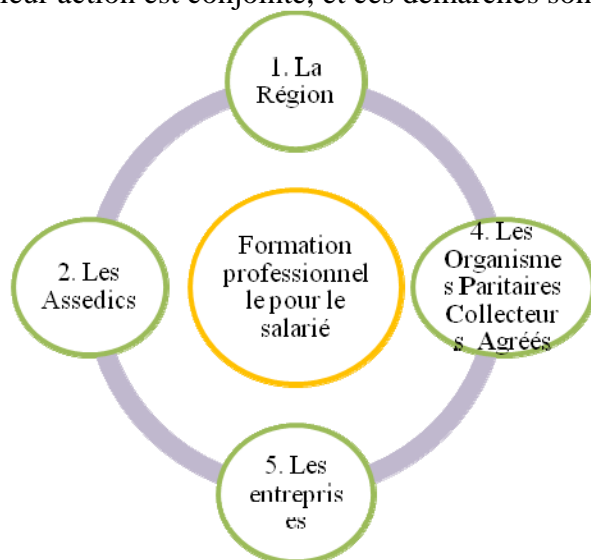 leur action est conjointe, et ces démarches son
1. La
Région
2. Les
Assedics
Formation
professionnel
le pour le
salarié
4. Les
Organisme
s Paritaires
Collecteur
s Agréés
5. Les
entrepris
es